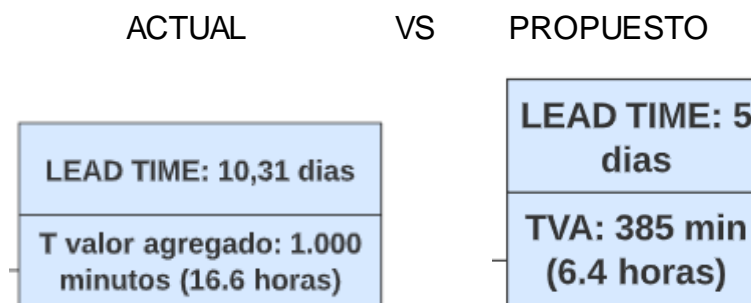 ACTUAL VS PROPUESTO
LEAD TIME: 10,31 dias
T valor agregado: 1.000
minutos (16.6 horas)
LEAD TIME: 5
dias
TVA: 385 min
(6.4 horas)